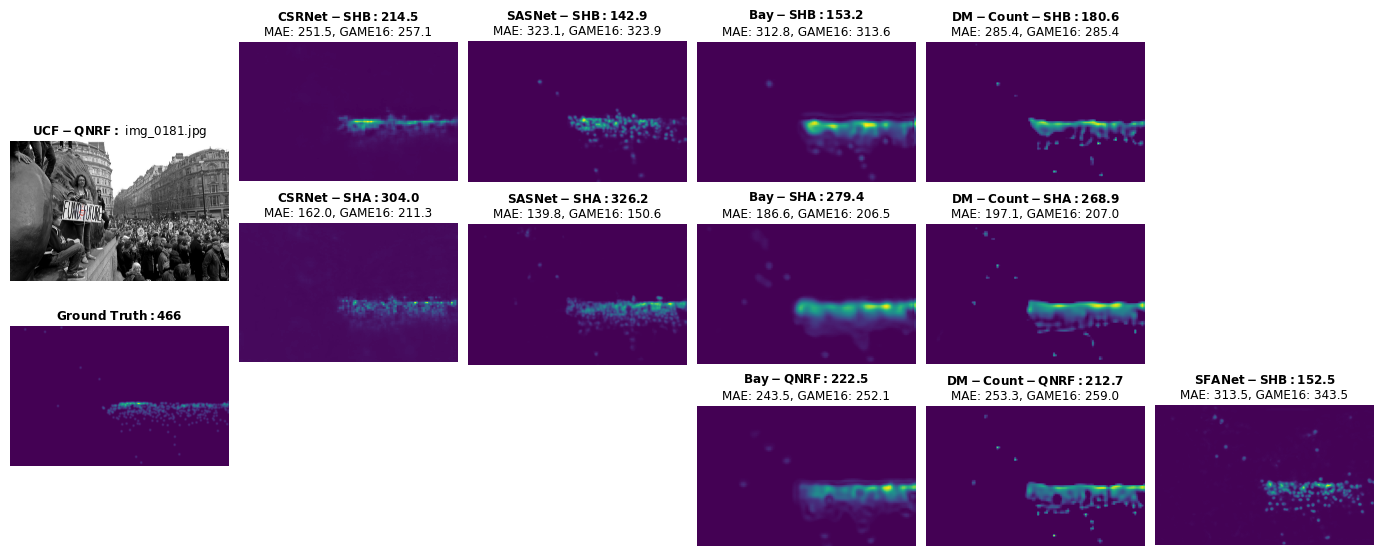 CSRNet − SHB : 214.5
MAE: 251.5, GAME16: 257.1
SASNet − SHB : 142.9
MAE: 323.1, GAME16: 323.9
Bay − SHB : 153.2
MAE: 312.8, GAME16: 313.6
DM − Count − SHB : 180.6
MAE: 285.4, GAME16: 285.4
UCF − QNRF : img_0181.jpg
CSRNet − SHA : 304.0
MAE: 162.0, GAME16: 211.3
SASNet − SHA : 326.2
MAE: 139.8, GAME16: 150.6
Bay − SHA : 279.4
MAE: 186.6, GAME16: 206.5
DM − Count − SHA : 268.9
MAE: 197.1, GAME16: 207.0
Ground Truth : 466
Bay − QNRF : 222.5
MAE: 243.5, GAME16: 252.1
DM − Count − QNRF : 212.7
MAE: 253.3, GAME16: 259.0
SFANet − SHB : 152.5
MAE: 313.5, GAME16: 343.5